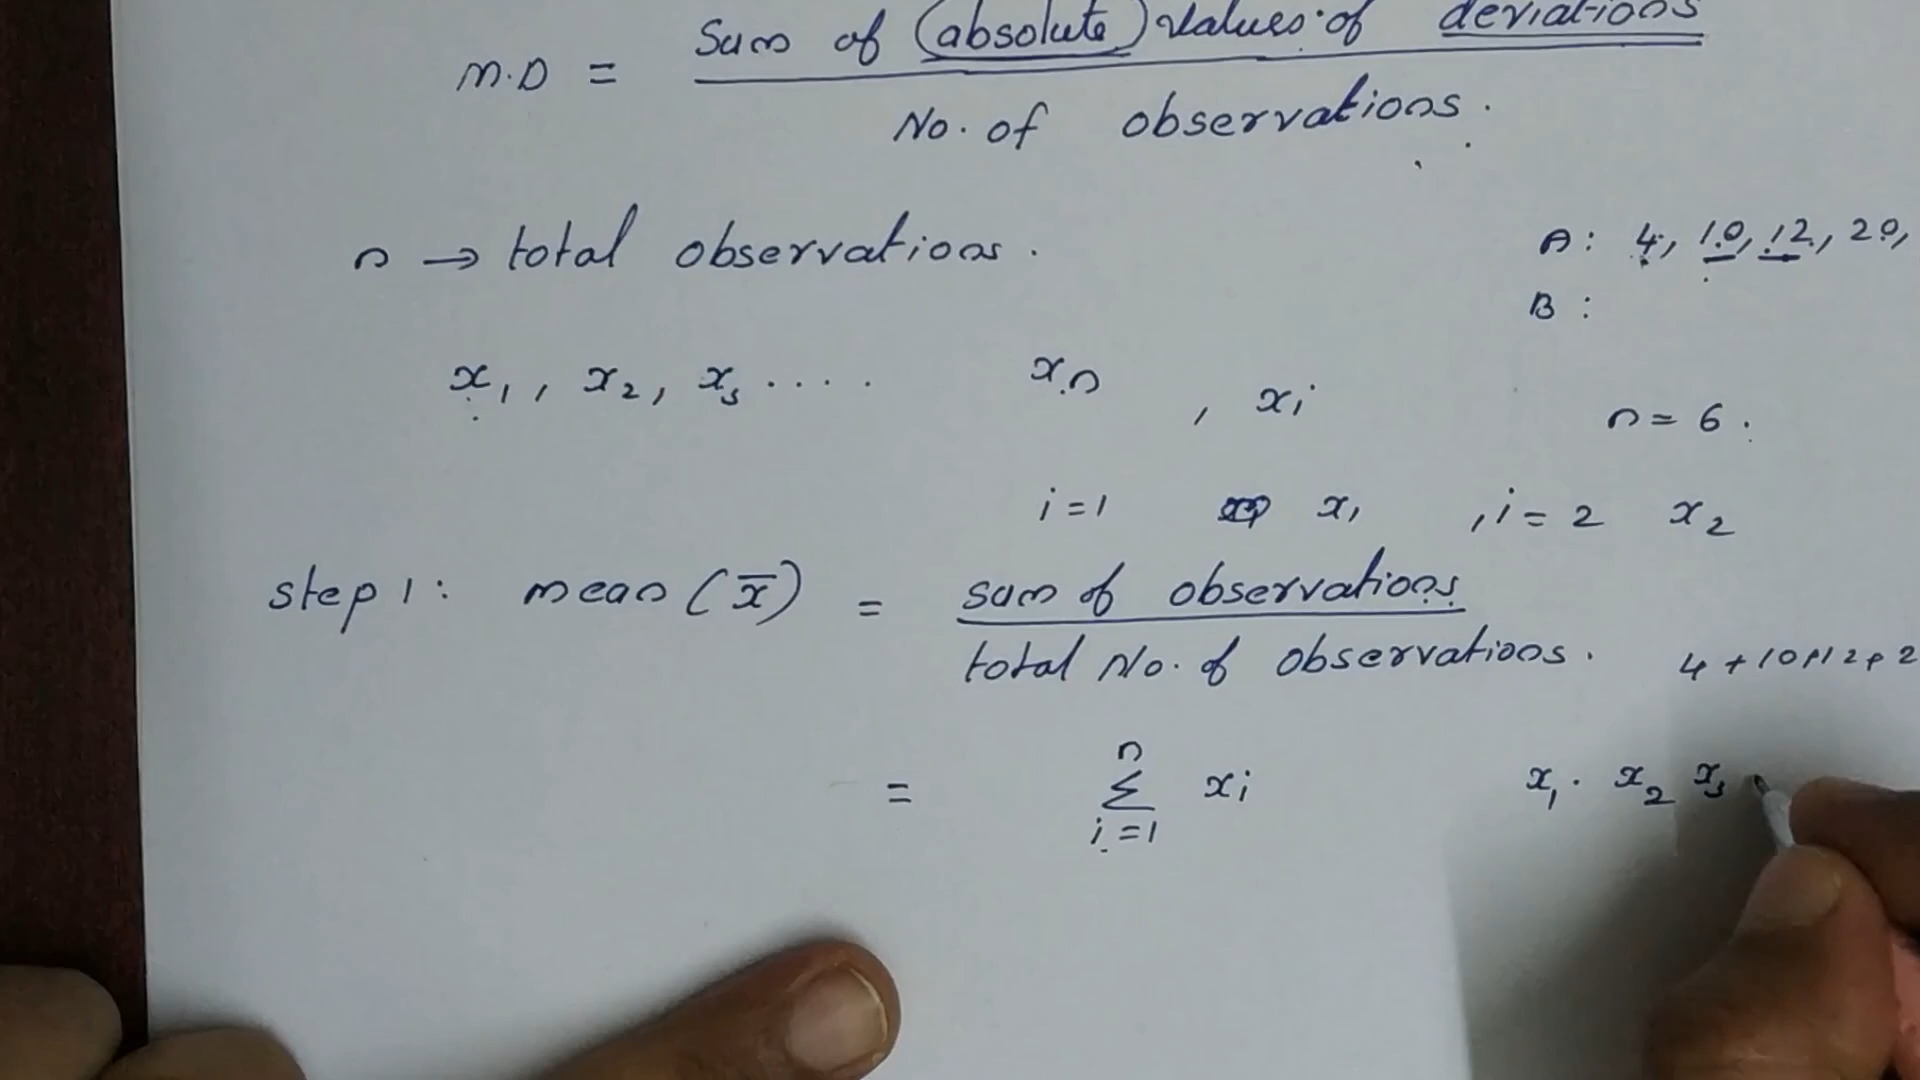 Sum of (absolute) values of deviations
M.D =
No. of observations.
n → total observations.
A: 4, 10, 12, 20,
B :
x₁, x₂, x₃ .... xₙ , xᵢ
n = 6.
i = 1 x₁ , i = 2 x₂
step 1: mean (x̄) = sum of observations
total No. of observations. 4 + 10 + 12 + 2
n
= Σ xᵢ x₁ . x₂ x₃
i = 1